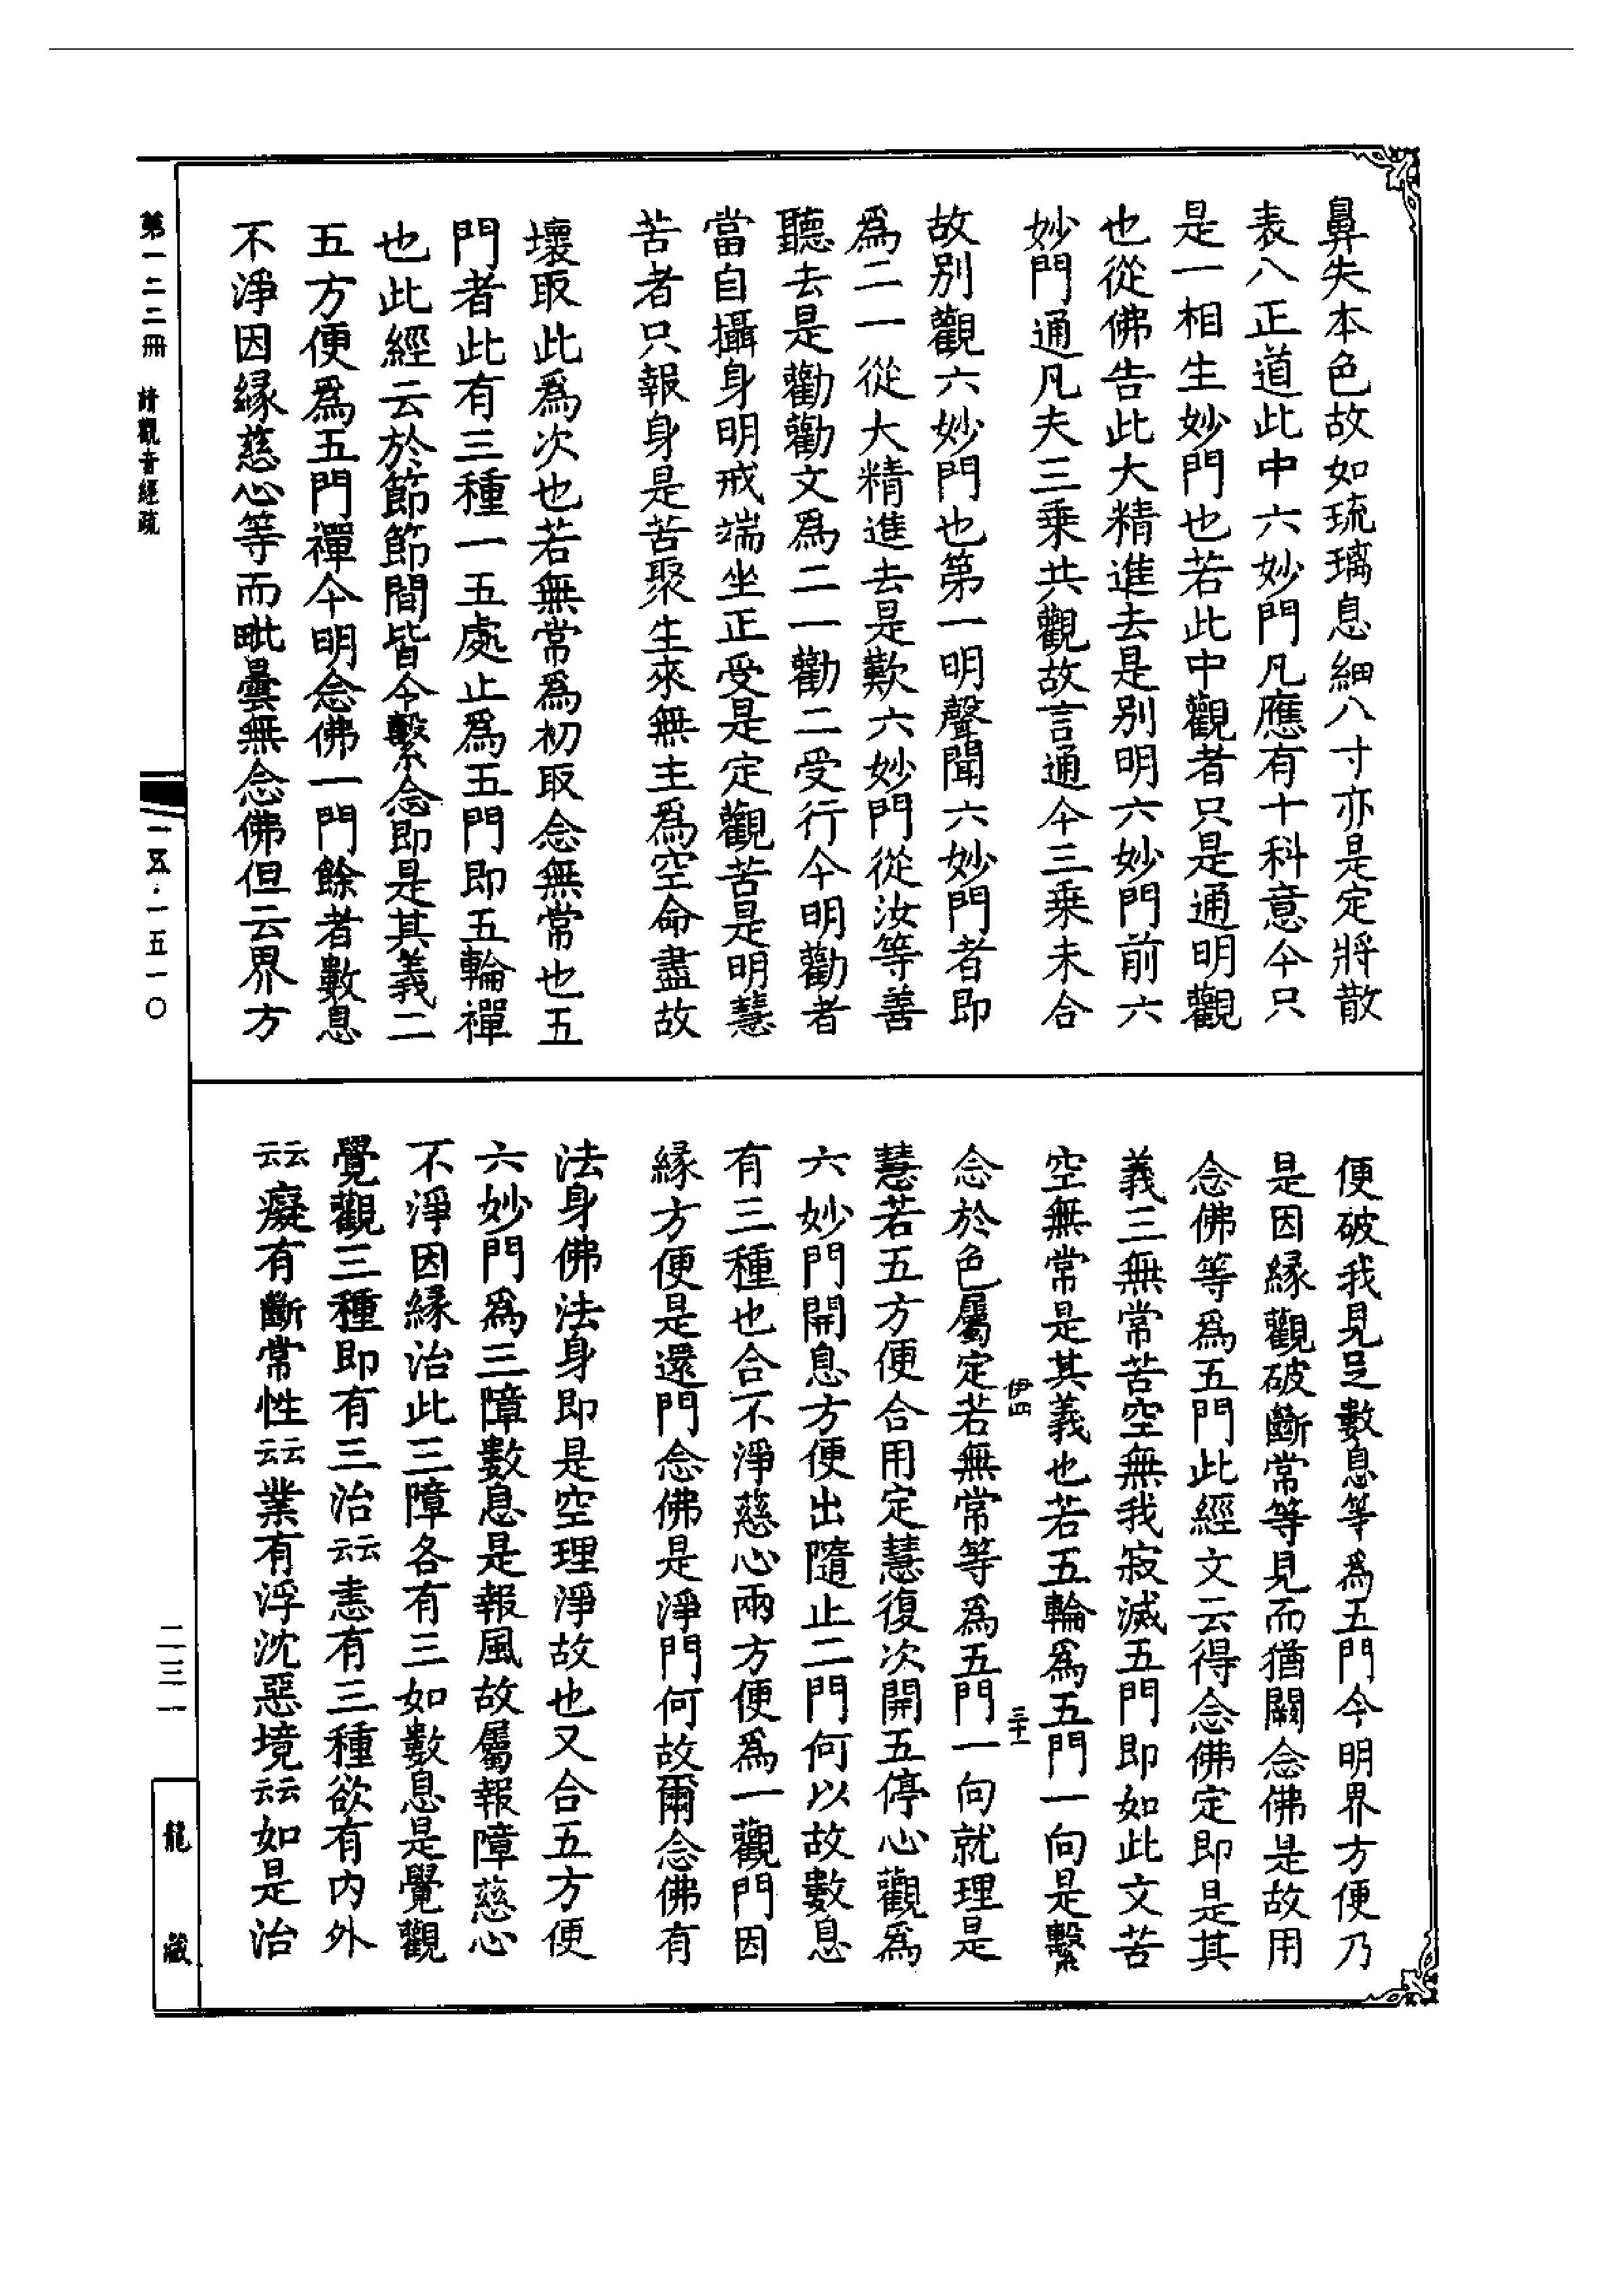 鼻失本色故如琉璃息細八寸亦是定將散
表八正道此中六妙門凡應有十科意今只
是一相生妙門也若此中觀者只是通明觀
也從佛告此大精進去是別明六妙門前六
妙門通凡夫三乘共觀故言通今三乘未合
故別觀六妙門也第一明聲聞六妙門者即
為二一從大精進去是歎六妙門從汝等善
聽去是勸勸文為二一勸二受行今明勸者
當自攝身明戒端坐正受是定觀苦是明慧
苦者只報身是苦聚生來無主為空命盡故
壞取此為次也若無常為初取念無常也五
門者此有三種一五處止為五門即五輪禪
也此經云於節節間皆令繫念即是其義二
五方便為五門禪今明念佛一門餘者數息
不淨因緣慈心等而毗曇無念佛但云界方
便破我見足數息等為五門今明界方便乃
是因緣觀破斷常等見而猶闕念佛是故用
念佛等為五門此經文云得念佛定即是其
義三無常苦空無我寂滅五門即如此文苦
空無常是其義也若五輪為五門一向是繫
伊四 三十一
念於色屬定若無常等為五門一向就理是
慧若五方便合用定慧復次開五停心觀為
六妙門開息方便出隨止二門何以故數息
有三種也合不淨慈心兩方便為一觀門因
緣方便是還門念佛是淨門何故爾念佛有
法身佛法身即是空理淨故也又合五方便
六妙門為三障數息是報風故屬報障慈心
不淨因緣治此三障各有三如數息是覺觀
覺觀三種即有三治云云恚有三種欲有內外
云云癡有斷常性云云業有浮沈惡境云云如是治
第一二二冊 請觀音經疏
一五·一五一〇
二三一
龍藏